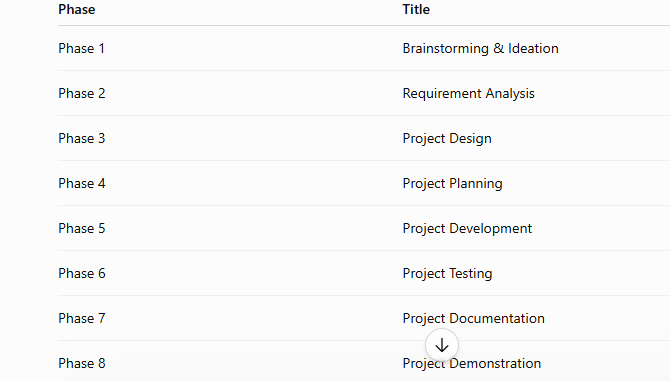 Phase Title
Phase 1 Brainstorming & Ideation
Phase 2 Requirement Analysis
Phase 3 Project Design
Phase 4 Project Planning
Phase 5 Project Development
Phase 6 Project Testing
Phase 7 Project Documentation
Phase 8 Project Demonstration